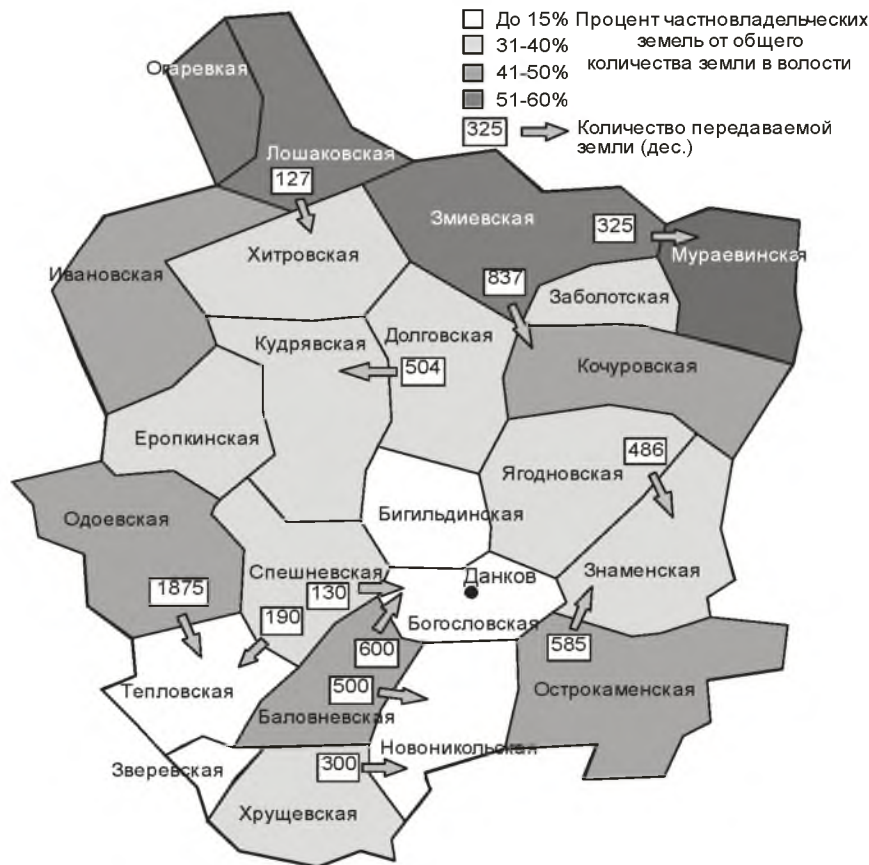 До 15%
31-40%
41-50%
51-60%
Процент частновладельческих
земель от общего
количества земли в волости
325
Количество передаваемой
земли (дес.)
Огаревкая
Лошаковская
127
Змиевская
325
Мураевинская
Ивановская
Хитровская
837
Заболотская
Кудрявская
Долговская
504
Кочуровская
Еропкинская
486
Ягодновская
Одоевская
Бигильдинская
Спешневская
Данков
Знаменская
1875
190
130
Богословская
600
585
Тепловская
500
Баловневская
Острокаменская
Зверевская
300
Новоникольская
Хрущевская